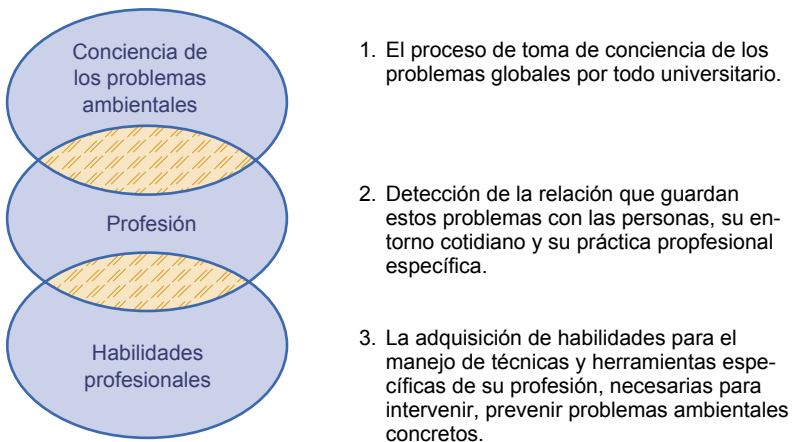 Conciencia de
los problemas
ambientales
1. El proceso de toma de conciencia de los
problemas globales por todo universitario.
Profesión
2. Detección de la relación que guardan
estos problemas con las personas, su en-
torno cotidiano y su práctica propfesional
específica.
Habilidades
profesionales
3. La adquisición de habilidades para el
manejo de técnicas y herramientas espe-
cíficas de su profesión, necesarias para
intervenir, prevenir problemas ambientales
concretos.